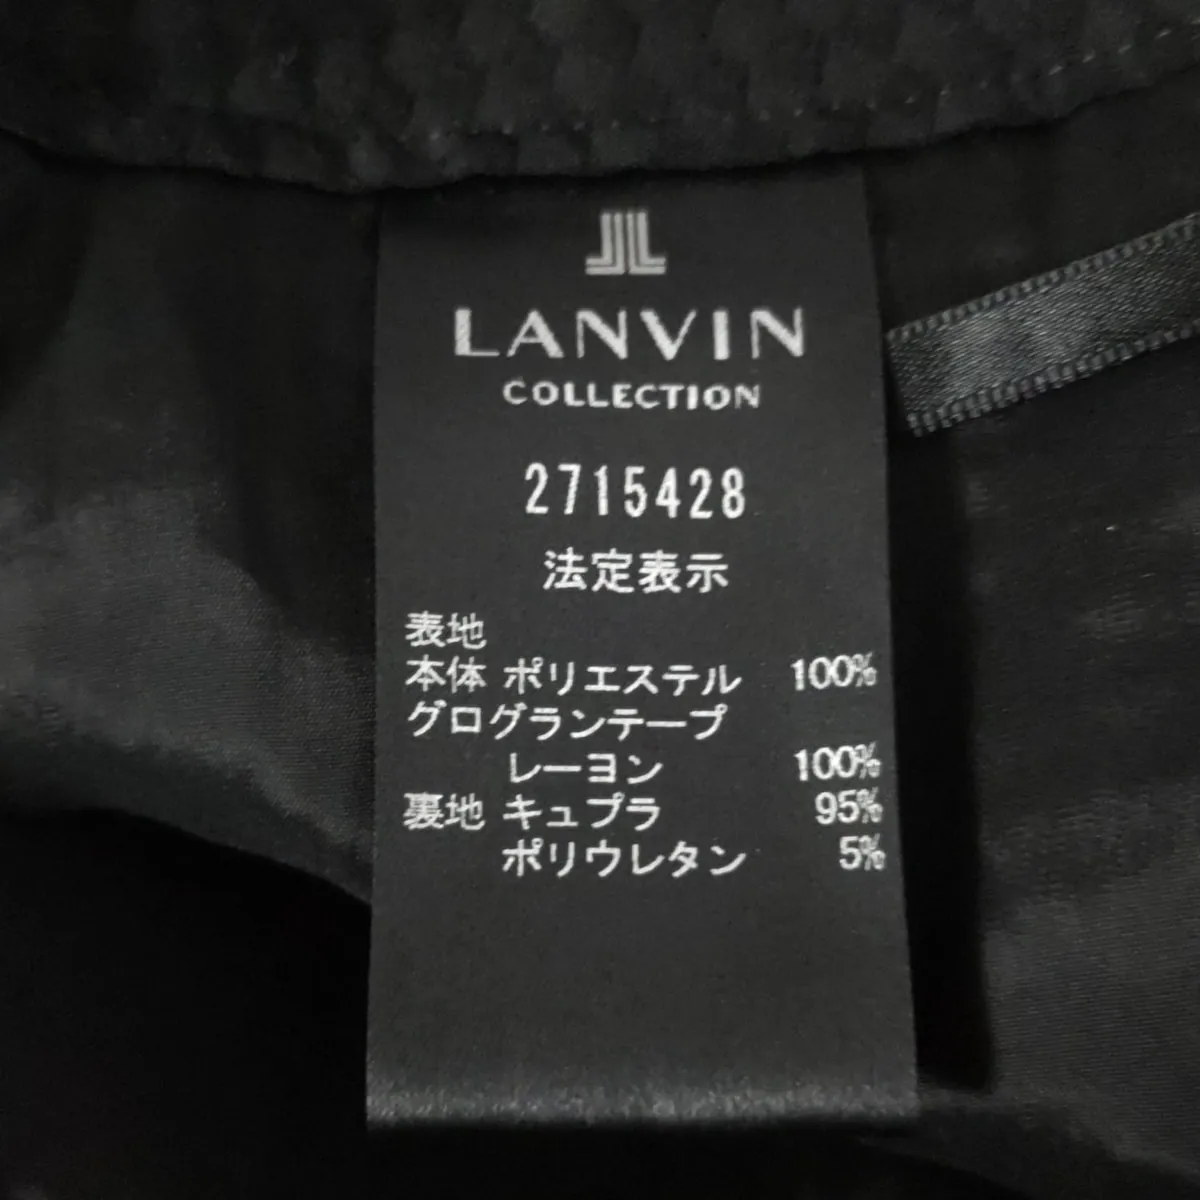 LANVIN
COLLECTION
2715428
法定表示
表地
本体 ポリエステル 100%
グログランテープ
レーヨン 100%
裏地 キュプラ 95%
ポリウレタン 5%